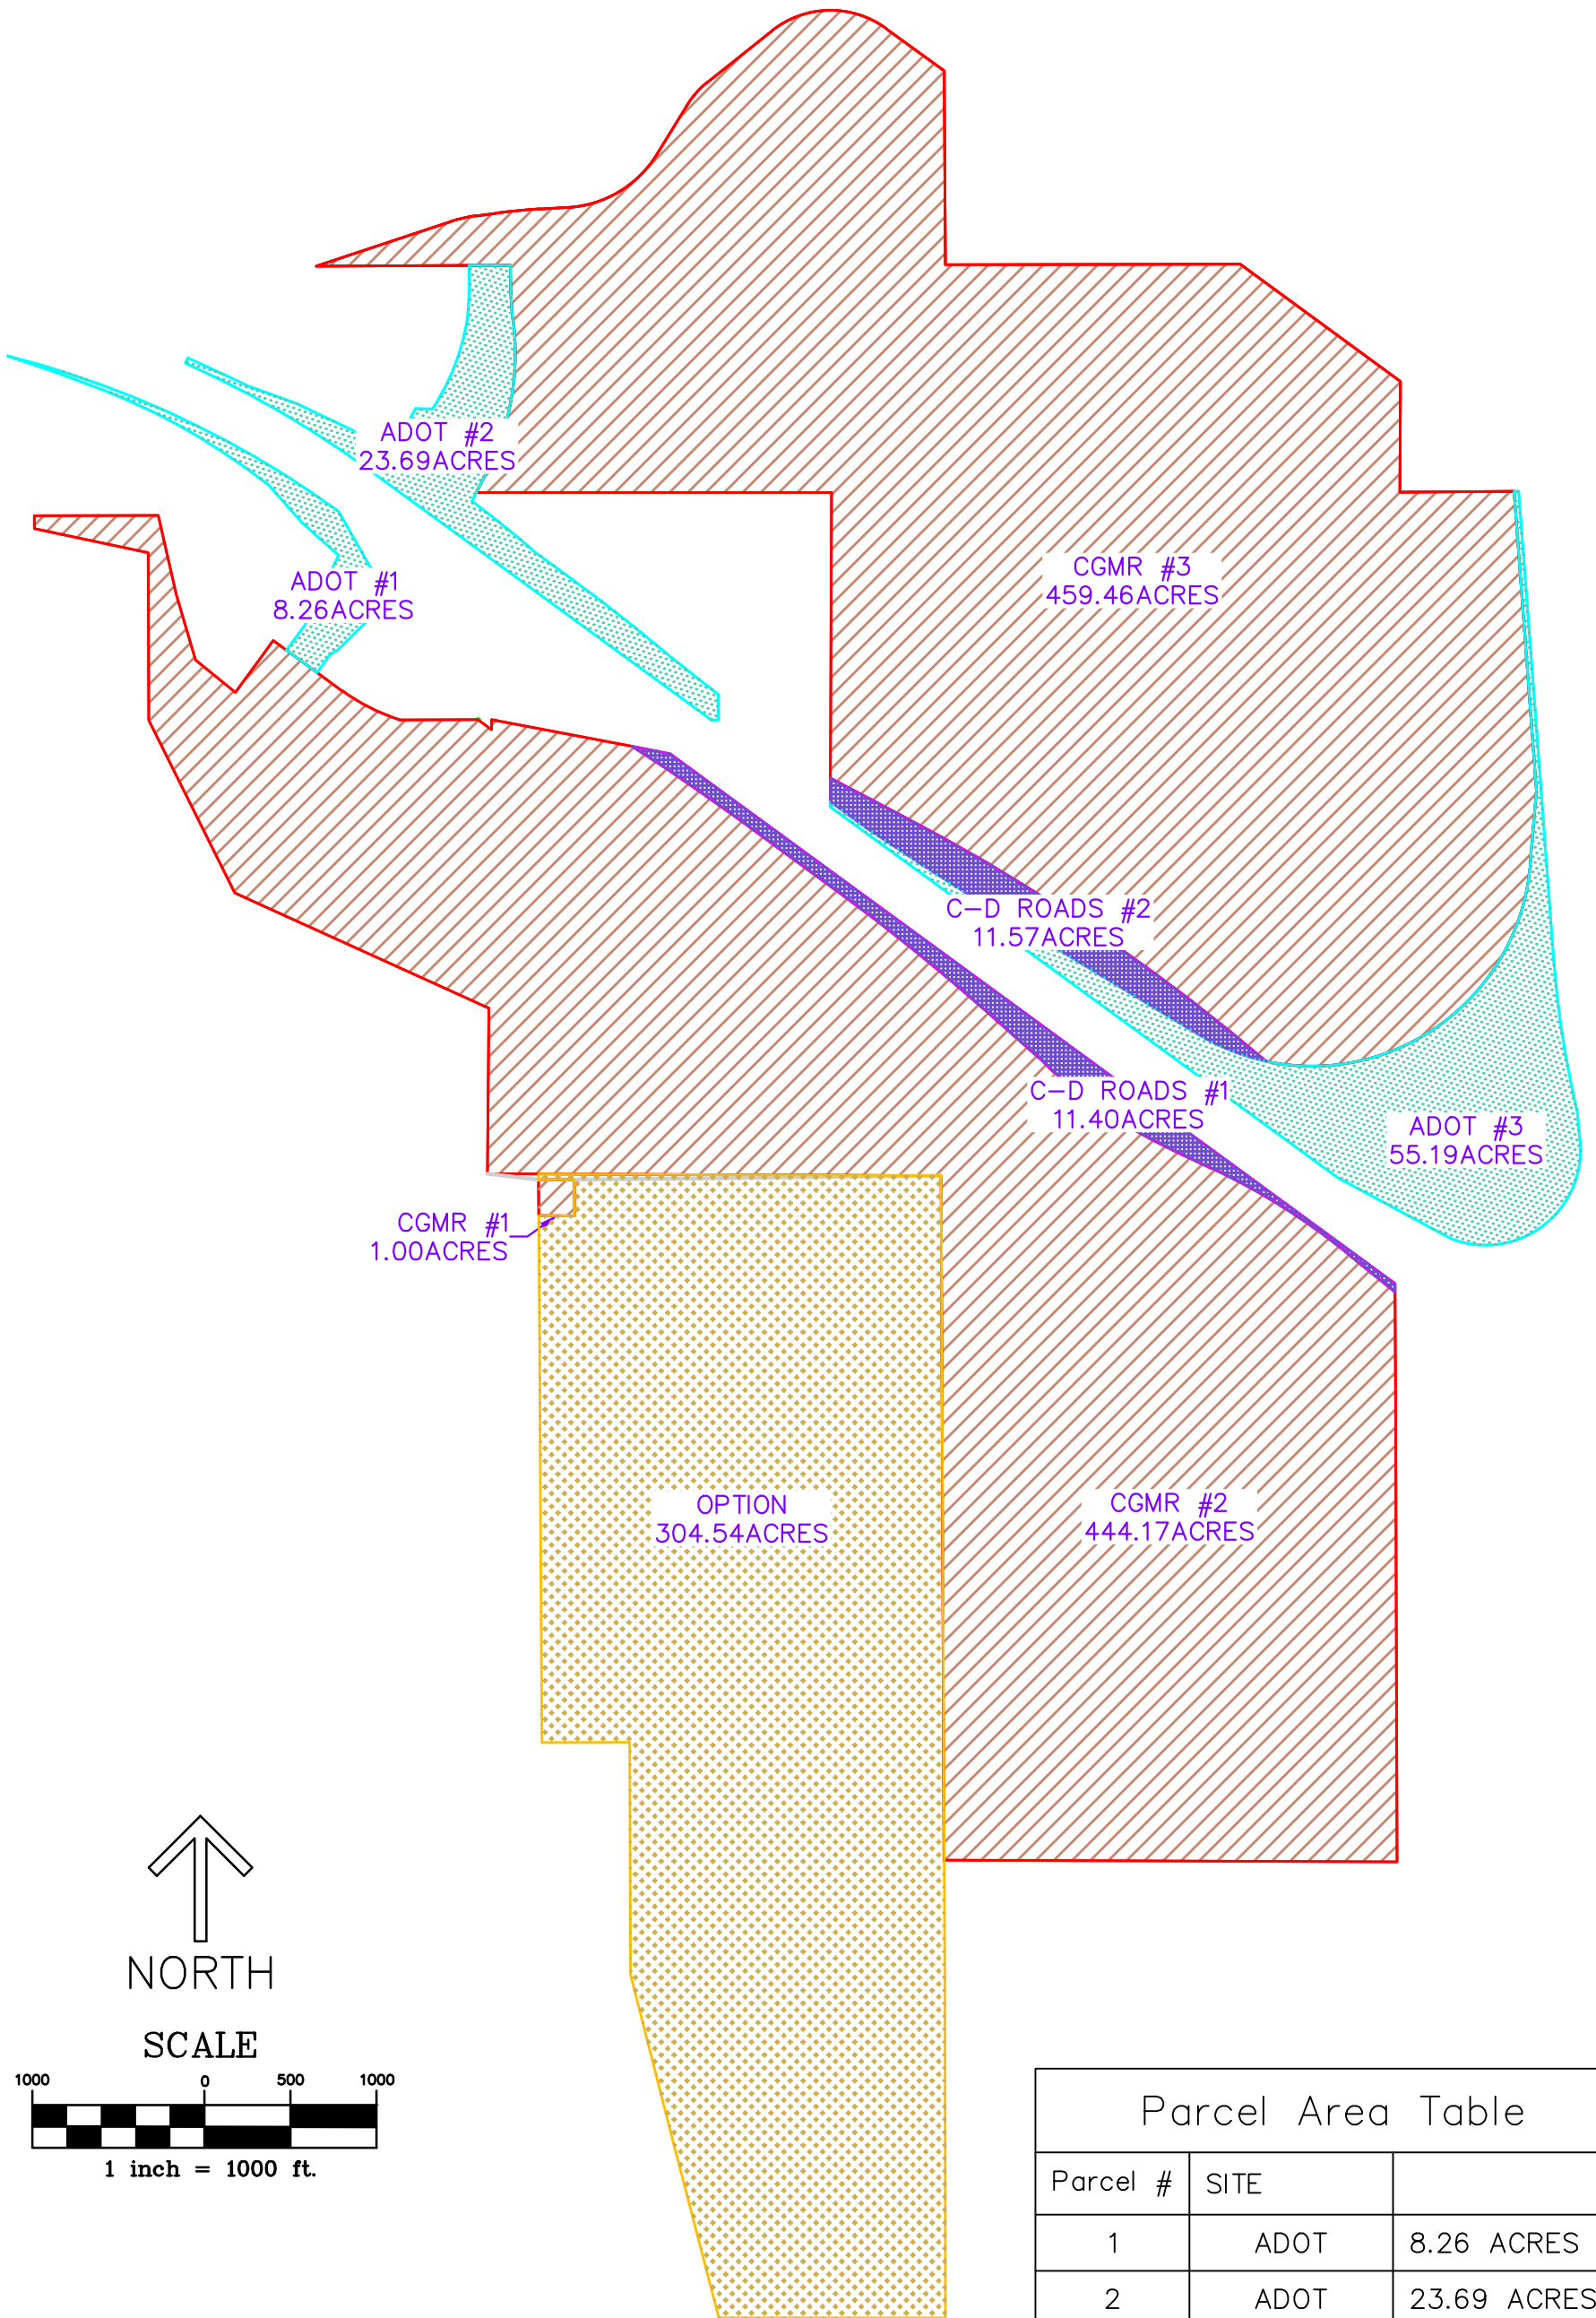 ADOT #2
23.69ACRES
CGMR #3
459.46ACRES
ADOT #1
8.26ACRES
C-D ROADS #2
11.57ACRES
C-D ROADS #1
11.40ACRES
ADOT #3
55.19ACRES
CGMR #1
1.00ACRES
OPTION
304.54ACRES
CGMR #2
444.17ACRES
NORTH
SCALE
1000 0 500 1000
1 inch = 1000 ft.
Parcel Area Table
Parcel # SITE
1 ADOT 8.26 ACRES
2 ADOT 23.69 ACRES